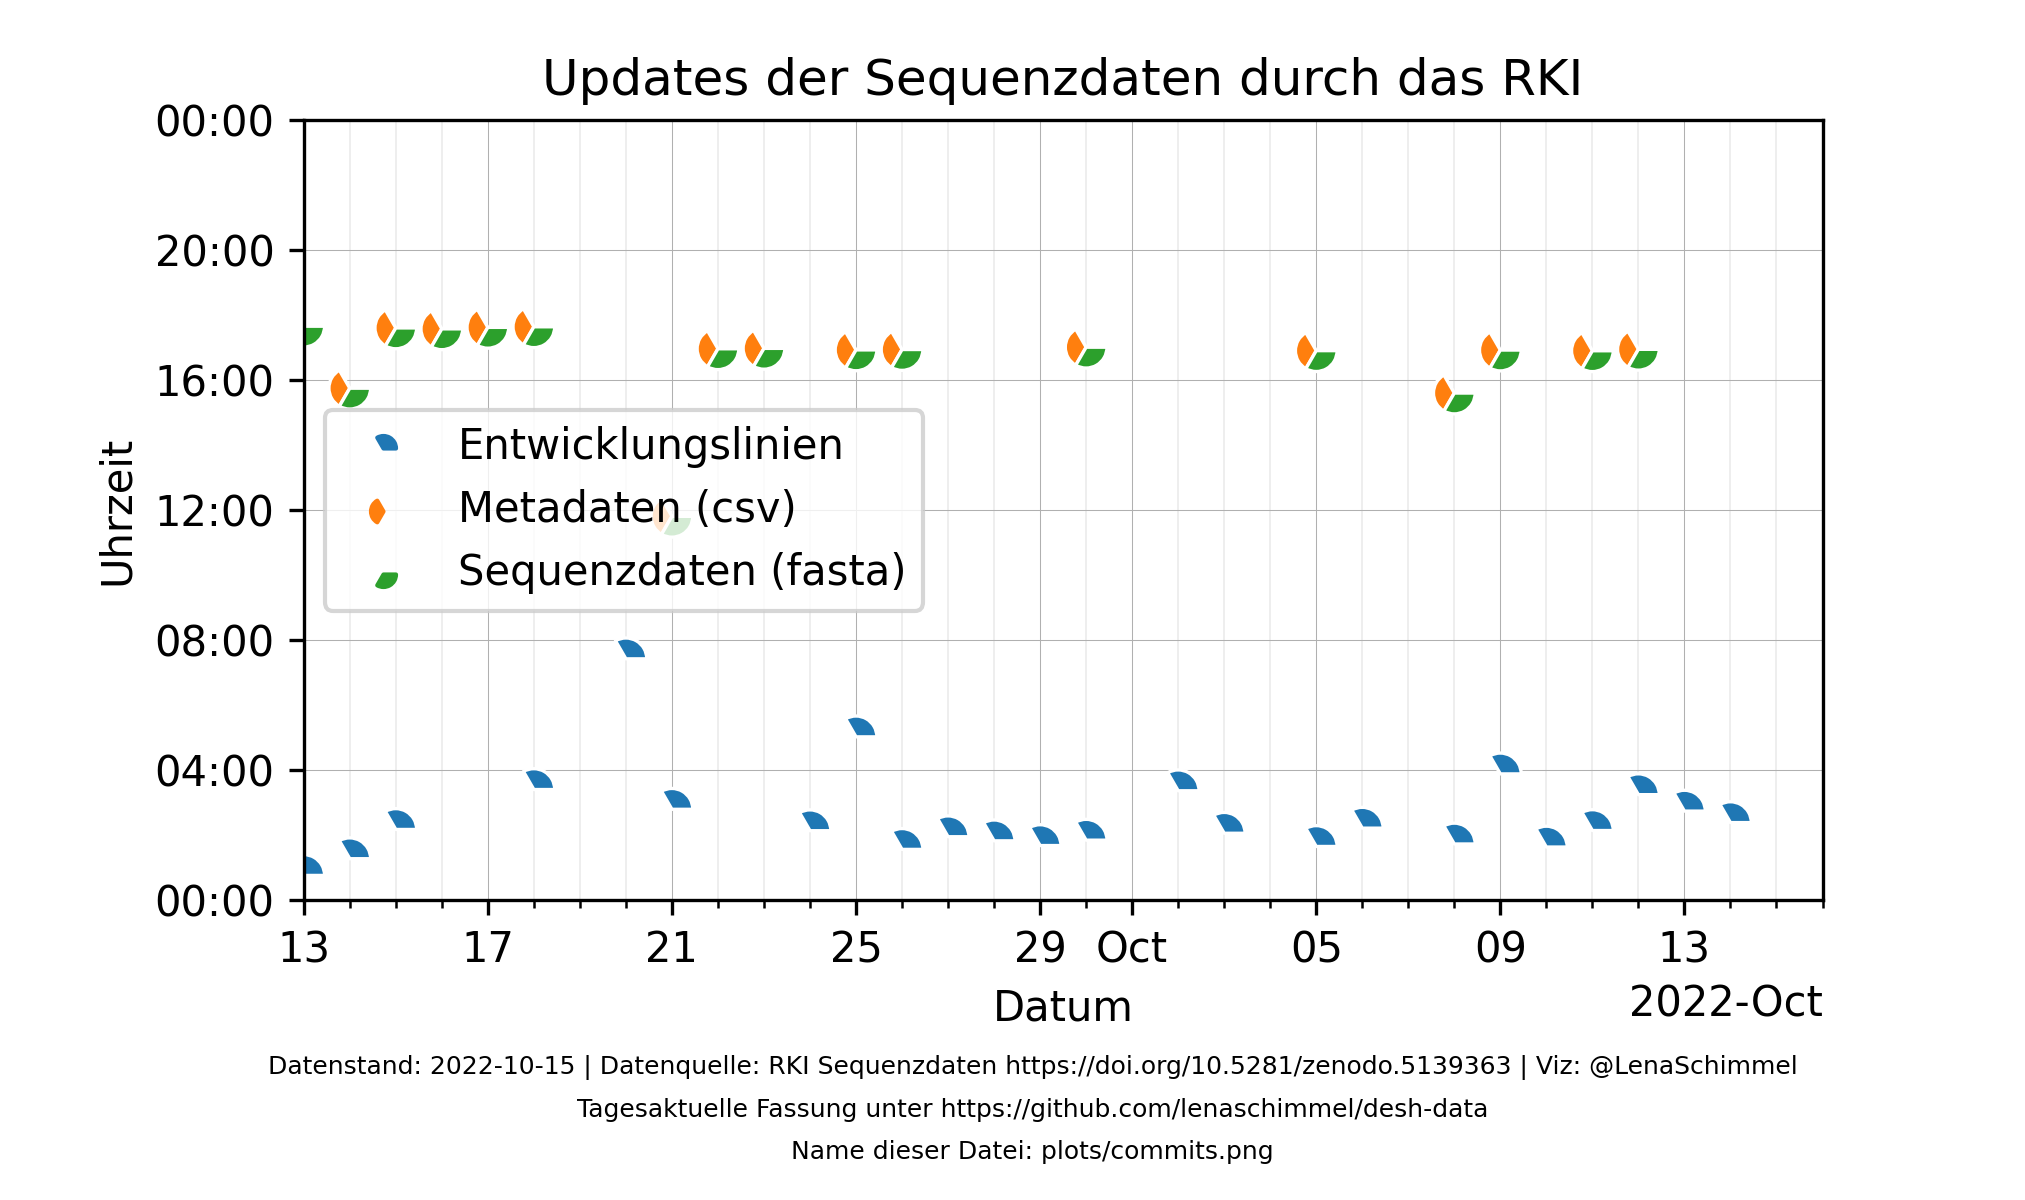 Updates der Sequenzdaten durch das RKI
00:00
20:00
16:00
12:00
08:00
04:00
00:00
Uhrzeit
Entwicklungslinien
Metadaten (csv)
Sequenzdaten (fasta)
13 17 21 25 29 Oct 05 09 13
2022-Oct
Datum
Datenstand: 2022-10-15 | Datenquelle: RKI Sequenzdaten https://doi.org/10.5281/zenodo.5139363 | Viz: @LenaSchimmel
Tagesaktuelle Fassung unter https://github.com/lenaschimmel/desh-data
Name dieser Datei: plots/commits.png